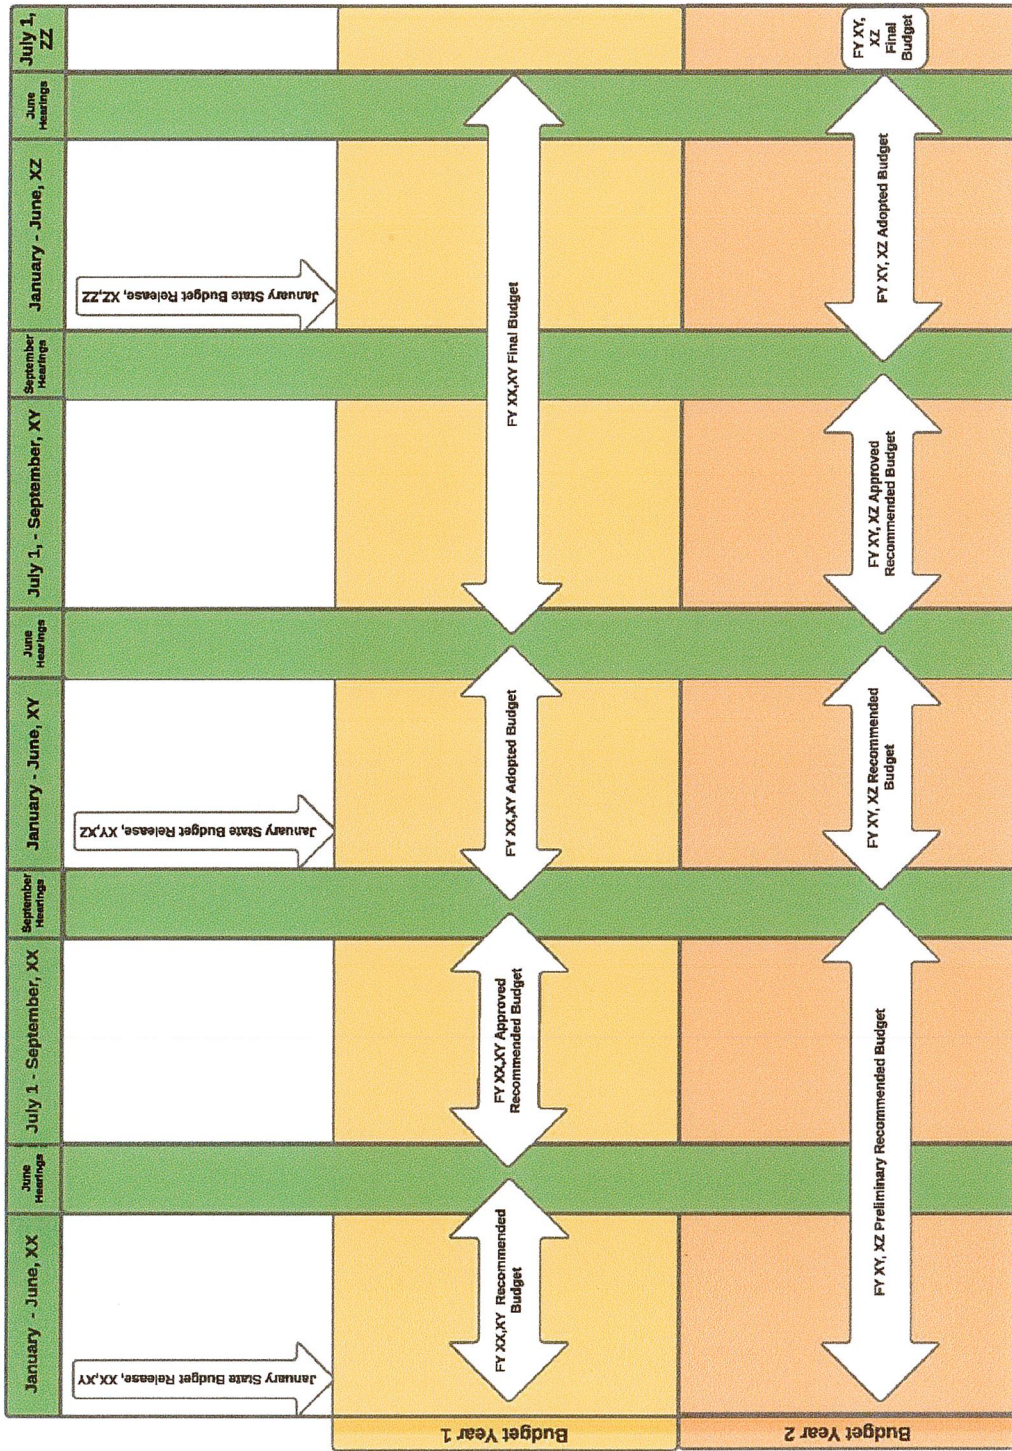 January - June, XX
June
Hearings
July 1 - September, XX
September
Hearings
January - June, XY
June
Hearings
July 1, - September, XY
September
Hearings
January - June, XZ
June
Hearings
July 1,
ZZ
January State Budget Release, XX,XY
January State Budget Release, XY,XZ
January State Budget Release, XZ,ZZ
Budget Year 1
FY XX,XY Recommended
Budget
FY XX,XY Approved
Recommended Budget
FY XX,XY Adopted Budget
FY XX,XY Final Budget
Budget Year 2
FY XY, XZ Preliminary Recommended Budget
FY XY, XZ Recommended
Budget
FY XY, XZ Approved
Recommended Budget
FY XY, XZ Adopted Budget
FY XY,
XZ
Final
Budget